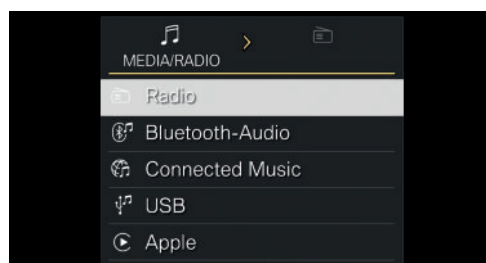 MEDIA/RADIO
Radio
Bluetooth-Audio
Connected Music
USB
Apple